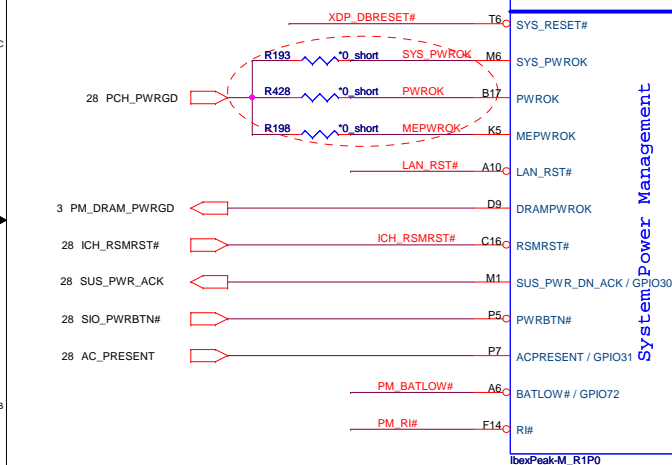 XDP_DBRESET# T6 SYS_RESET#
C
R193 *0_short SYS_PWROK M6 SYS_PWROK
28 PCH_PWRGD R428 *0_short PWROK B17 PWROK
R198 *0_short MEPWROK K5 MEPWROK
LAN_RST# A10 LAN_RST#
3 PM_DRAM_PWRGD D9 DRAMPWROK
28 ICH_RSMRST# ICH_RSMRST# C16 RSMRST#
28 SUS_PWR_ACK M1 SUS_PWR_DN_ACK / GPIO30
28 SIO_PWRBTN# P5 PWRBTN#
28 AC_PRESENT P7 ACPRESENT / GPIO31
PM_BATLOW# A6 BATLOW# / GPIO72
B
PM_RI# F14 RI#
System Power Management
IbexPeak-M_R1P0